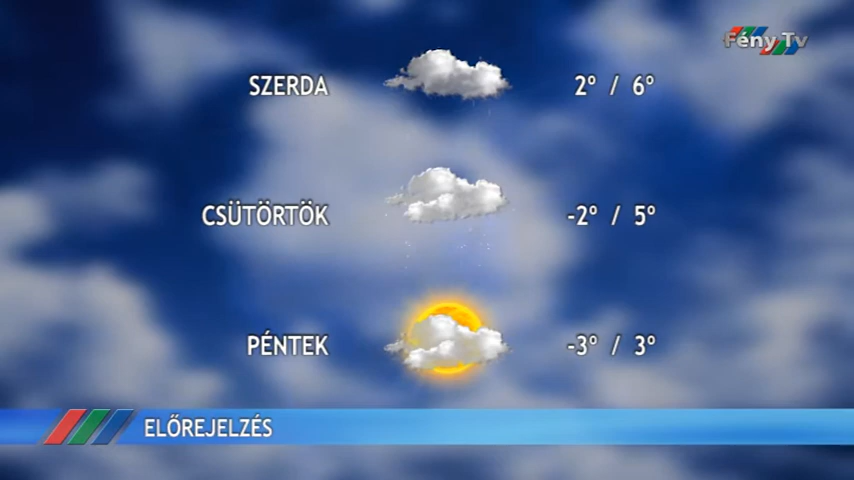 Fény Tv
SZERDA 2° / 6°
CSÜTÖRTÖK -2° / 5°
PÉNTEK -3° / 3°
ELŐREJELZÉS